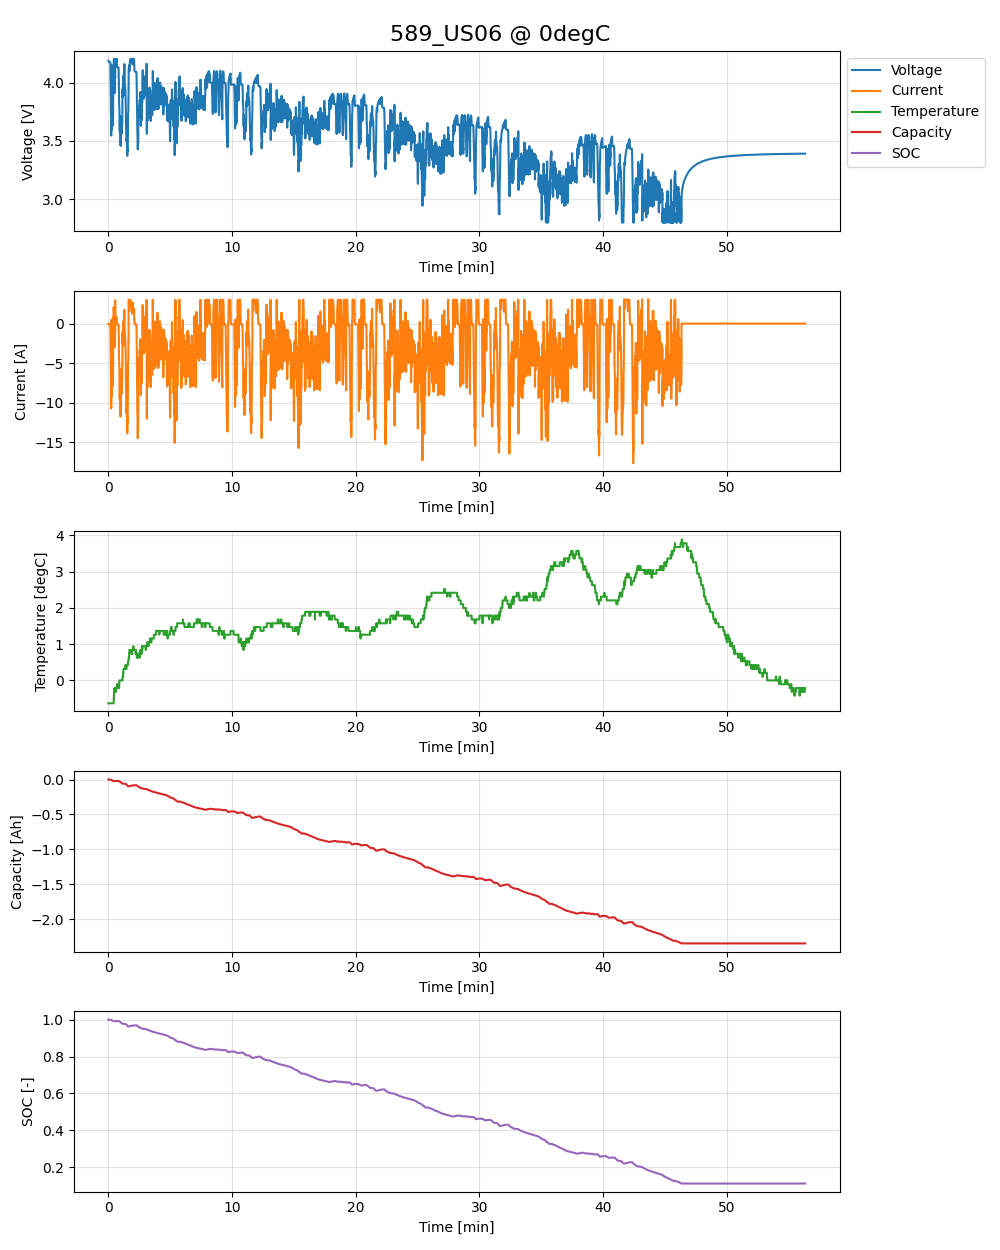 589_US06 @ 0degC
Voltage
Current
Temperature
Capacity
SOC
Voltage [V]
4.0
3.5
3.0
0 10 20 30 40 50
Time [min]
Current [A]
0
−5
−10
−15
0 10 20 30 40 50
Time [min]
Temperature [degC]
4
3
2
1
0
0 10 20 30 40 50
Time [min]
Capacity [Ah]
0.0
−0.5
−1.0
−1.5
−2.0
0 10 20 30 40 50
Time [min]
SOC [-]
1.0
0.8
0.6
0.4
0.2
0 10 20 30 40 50
Time [min]